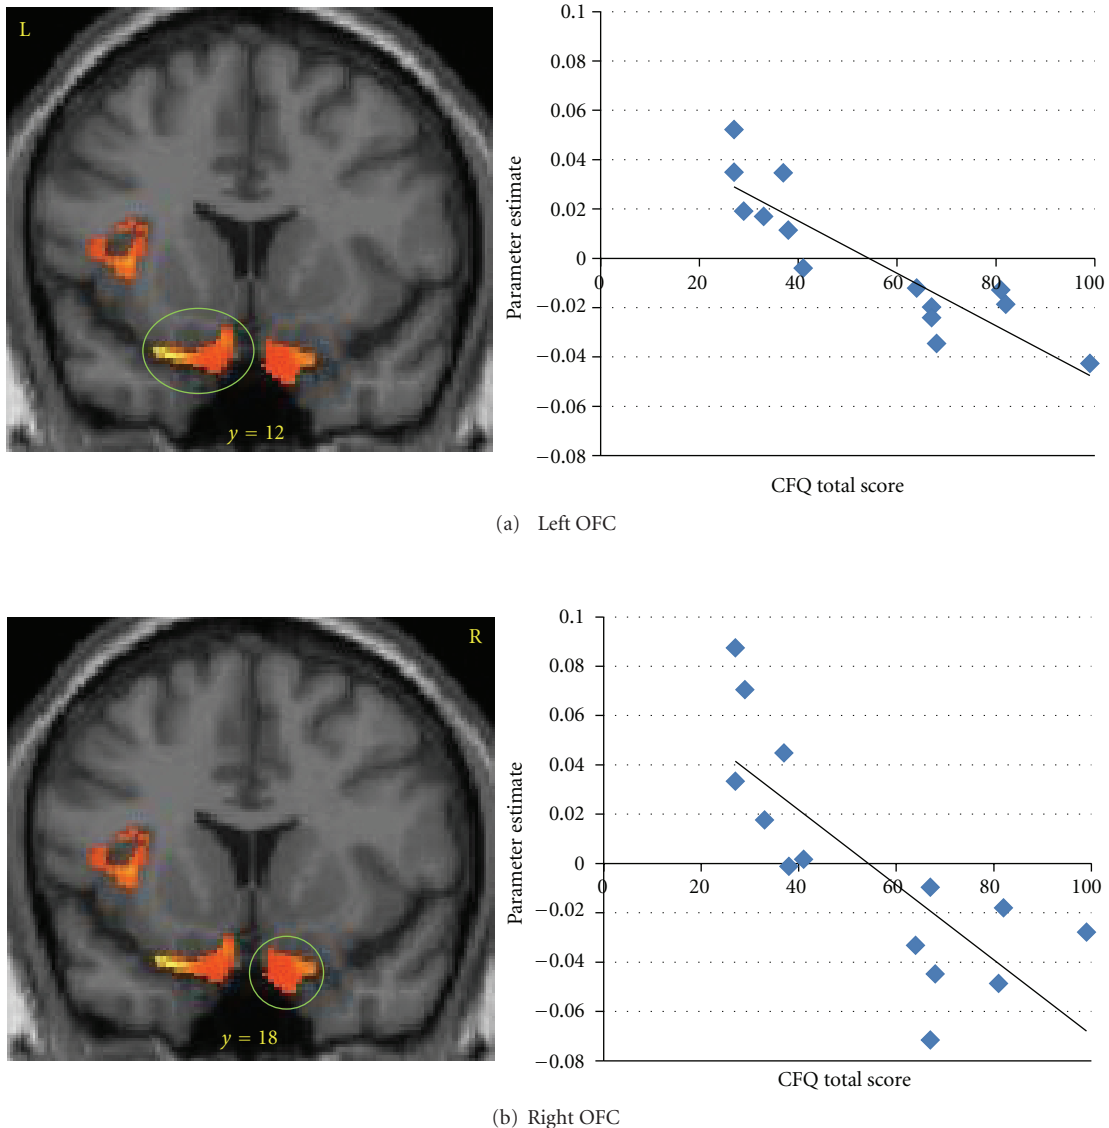 L
y = 12
0.1
0.08
0.06
0.04
0.02
0
−0.02
−0.04
−0.06
−0.08
0 20 40 60 80 100
Parameter estimate
CFQ total score
(a) Left OFC
R
y = 18
0.1
0.08
0.06
0.04
0.02
0
−0.02
−0.04
−0.06
−0.08
0 20 40 60 80 100
Parameter estimate
CFQ total score
(b) Right OFC